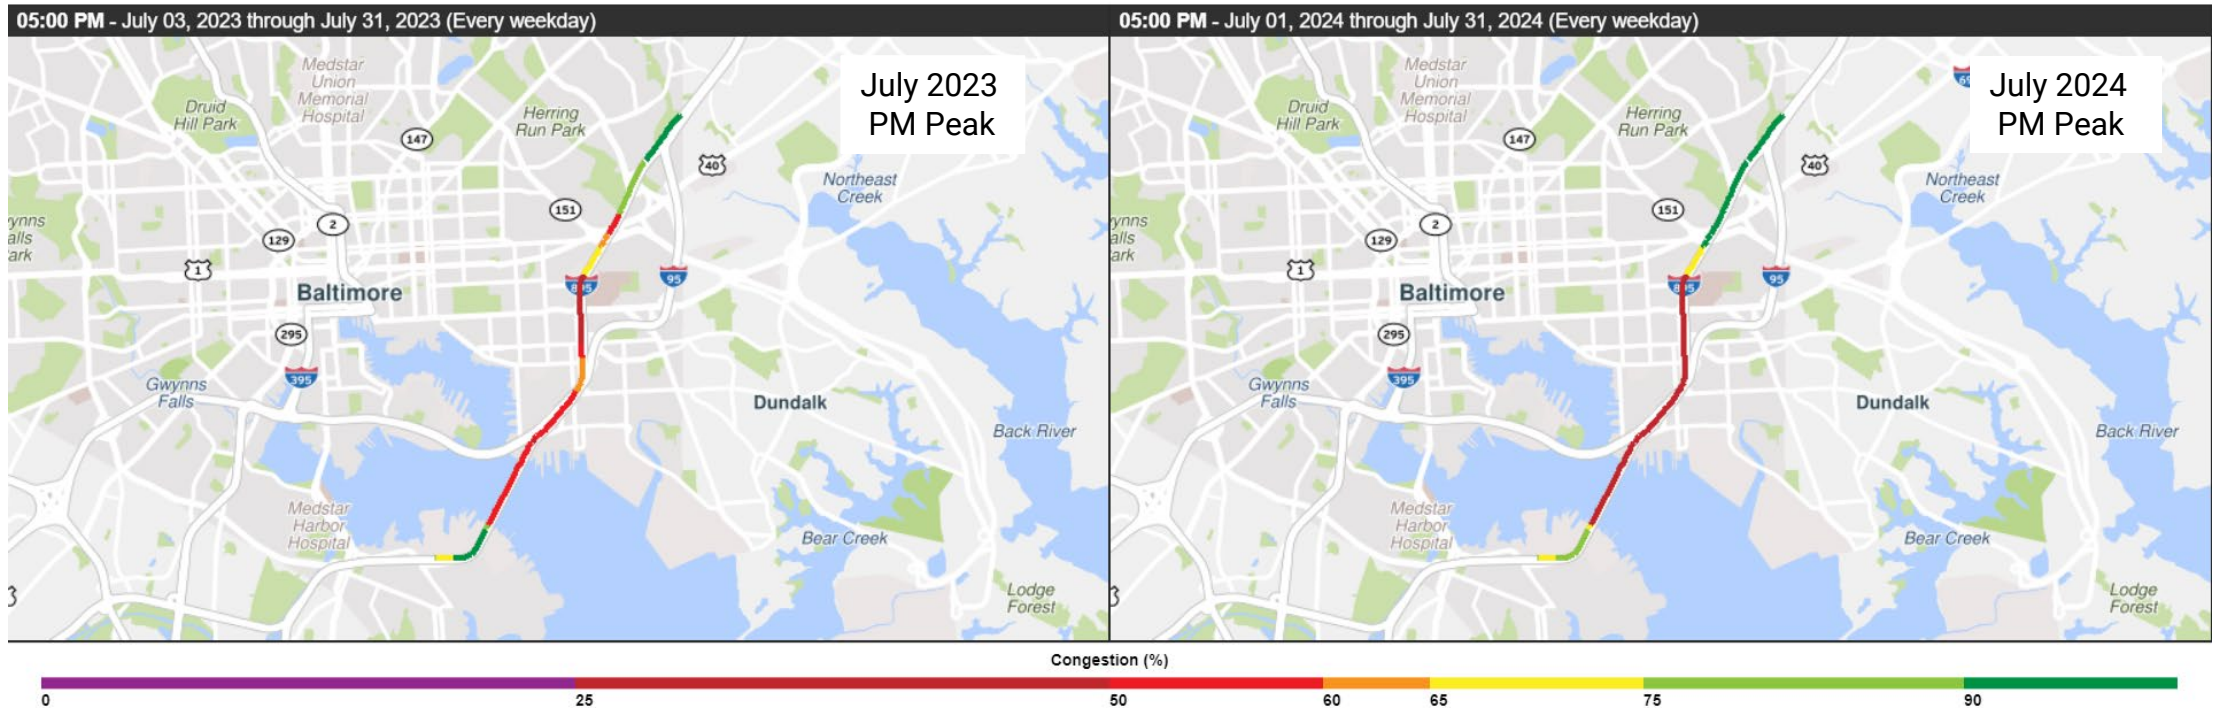 05:00 PM - July 03, 2023 through July 31, 2023 (Every weekday)
July 2023
PM Peak
Medstar
Union
Memorial
Hospital
Druid
Hill Park
Herring
Run Park
147
40
151
Northeast
Creek
2
129
1
895
95
Baltimore
295
395
Gwynns
Falls
Dundalk
Back River
Medstar
Harbor
Hospital
Bear Creek
Lodge
Forest
05:00 PM - July 01, 2024 through July 31, 2024 (Every weekday)
July 2024
PM Peak
Medstar
Union
Memorial
Hospital
Druid
Hill Park
Herring
Run Park
147
40
151
Northeast
Creek
2
129
1
895
95
Baltimore
295
395
Gwynns
Falls
Dundalk
Back River
Medstar
Harbor
Hospital
Bear Creek
Lodge
Forest
Congestion (%)
0 25 50 60 65 75 90